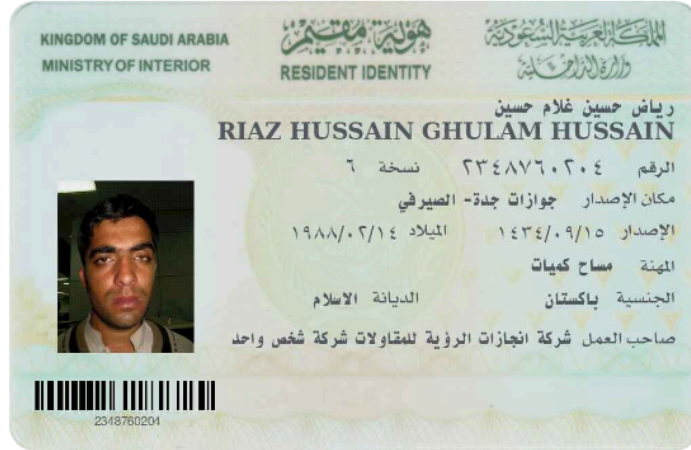 KINGDOM OF SAUDI ARABIA
MINISTRY OF INTERIOR
هوية مقيم
RESIDENT IDENTITY
المملكة العربية السعودية
وزارة الداخلية
رياض حسين غلام حسين
RIAZ HUSSAIN GHULAM HUSSAIN
الرقم ٢٣٤٨٧٦٠٢٠٤ نسخة ٦
مكان الإصدار جوازات جدة- الصيرفي
الإصدار ١٤٣٤/٠٩/١٥ الميلاد ١٩٨٨/٠٢/١٤
المهنة مساح كميات
الجنسية باكستان الديانة الاسلام
صاحب العمل شركة انجازات الرؤية للمقاولات شركة شخص واحد
2348760204